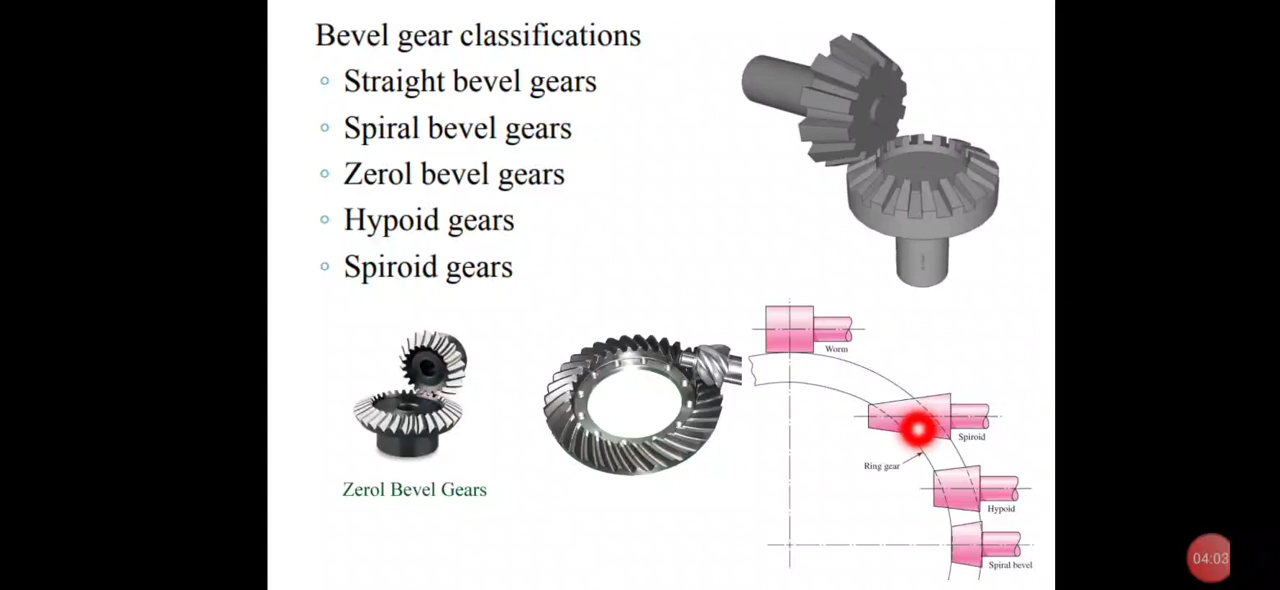 Bevel gear classifications
Straight bevel gears
Spiral bevel gears
Zerol bevel gears
Hypoid gears
Spiroid gears
Worm
Spiroid
Ring gear
Zerol Bevel Gears
Hypoid
Spiral bevel
04:03